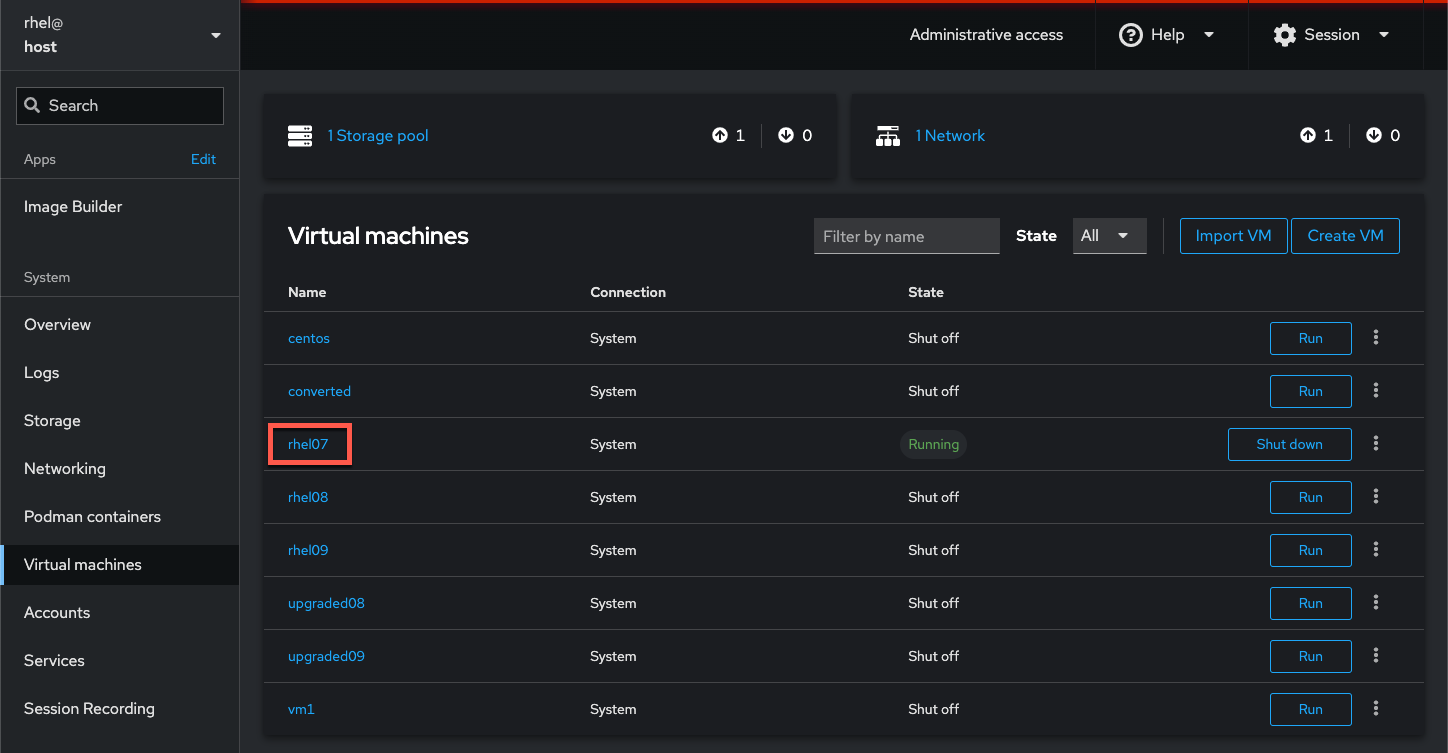 rhel@
host
Administrative access
Help
Session
Search
Apps
Edit
Image Builder
System
Overview
Logs
Storage
Networking
Podman containers
Virtual machines
Accounts
Services
Session Recording
1 Storage pool
1
0
1 Network
1
0
Virtual machines
Filter by name
State
All
Import VM
Create VM
Name Connection State
centos System Shut off Run
converted System Shut off Run
rhel07 System Running Shut down
rhel08 System Shut off Run
rhel09 System Shut off Run
upgraded08 System Shut off Run
upgraded09 System Shut off Run
vm1 System Shut off Run